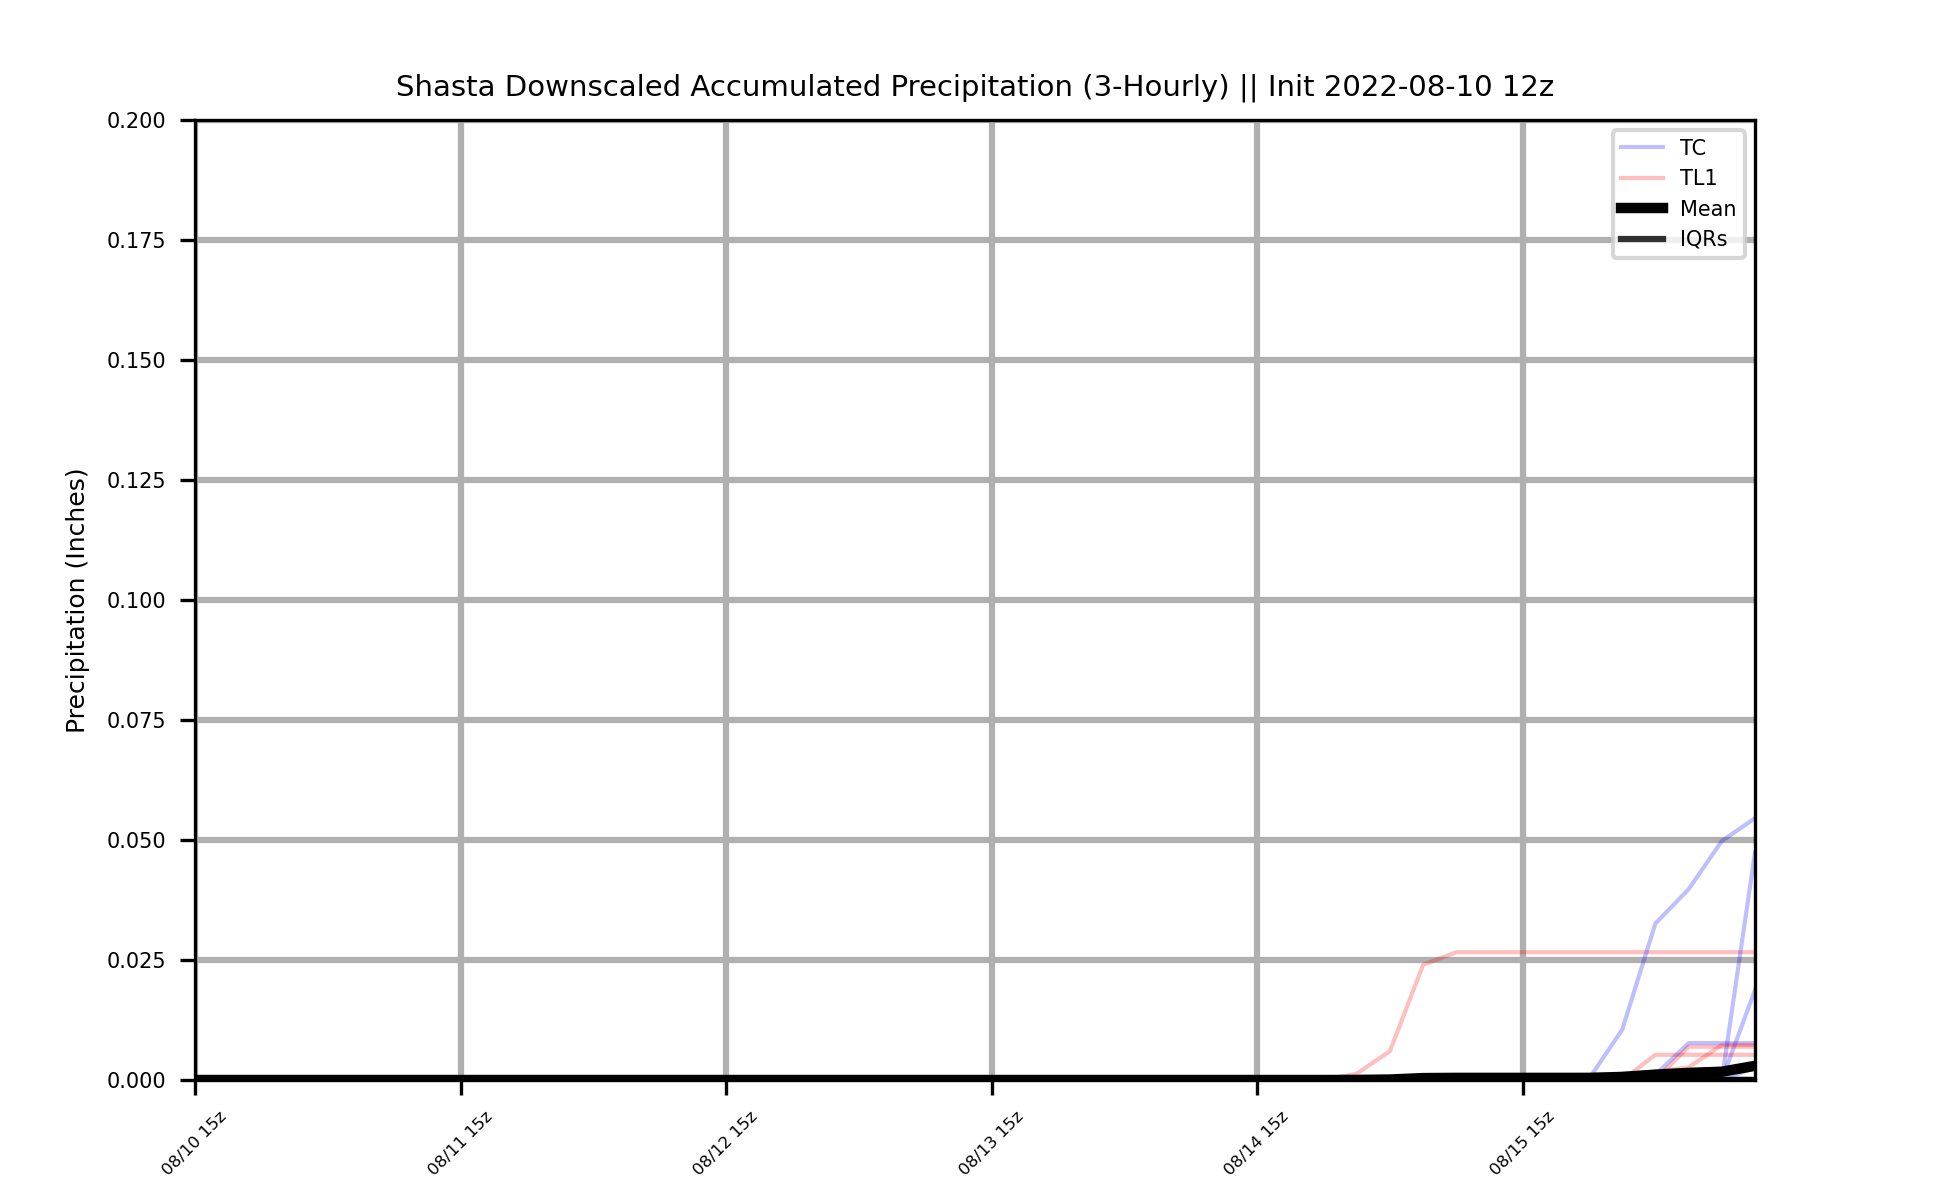 Shasta Downscaled Accumulated Precipitation (3-Hourly) || Init 2022-08-10 12z
TC
TL1
Mean
IQRs
Precipitation (Inches)
0.200
0.175
0.150
0.125
0.100
0.075
0.050
0.025
0.000
08/10 15z
08/11 15z
08/12 15z
08/13 15z
08/14 15z
08/15 15z